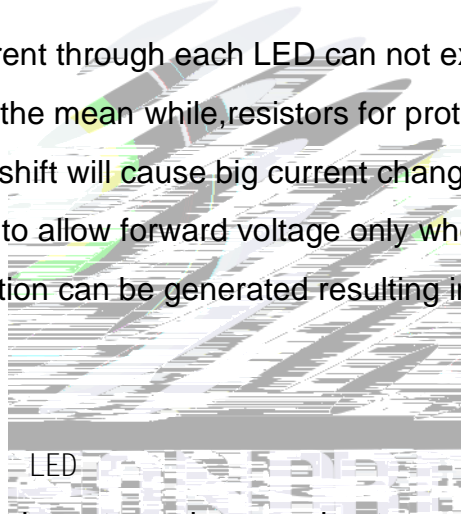 rent through each LED can not ex
the mean while,resistors for prot
shift will cause big current chang
to allow forward voltage only wh
tion can be generated resulting i
LED